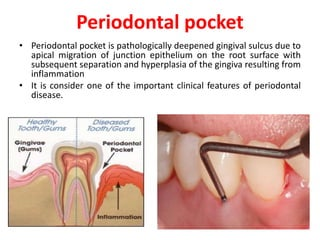 Periodontal pocket
• Periodontal pocket is pathologically deepened gingival sulcus due to
apical migration of junction epithelium on the root surface with
subsequent separation and hyperplasia of the gingiva resulting from
inflammation
• It is consider one of the important clinical features of periodontal
disease.
Healthy
Tooth/Gums
Diseased
Tooth/Gums
Gingivae
(Gums)
Periodontal
Pocket
Inflammation